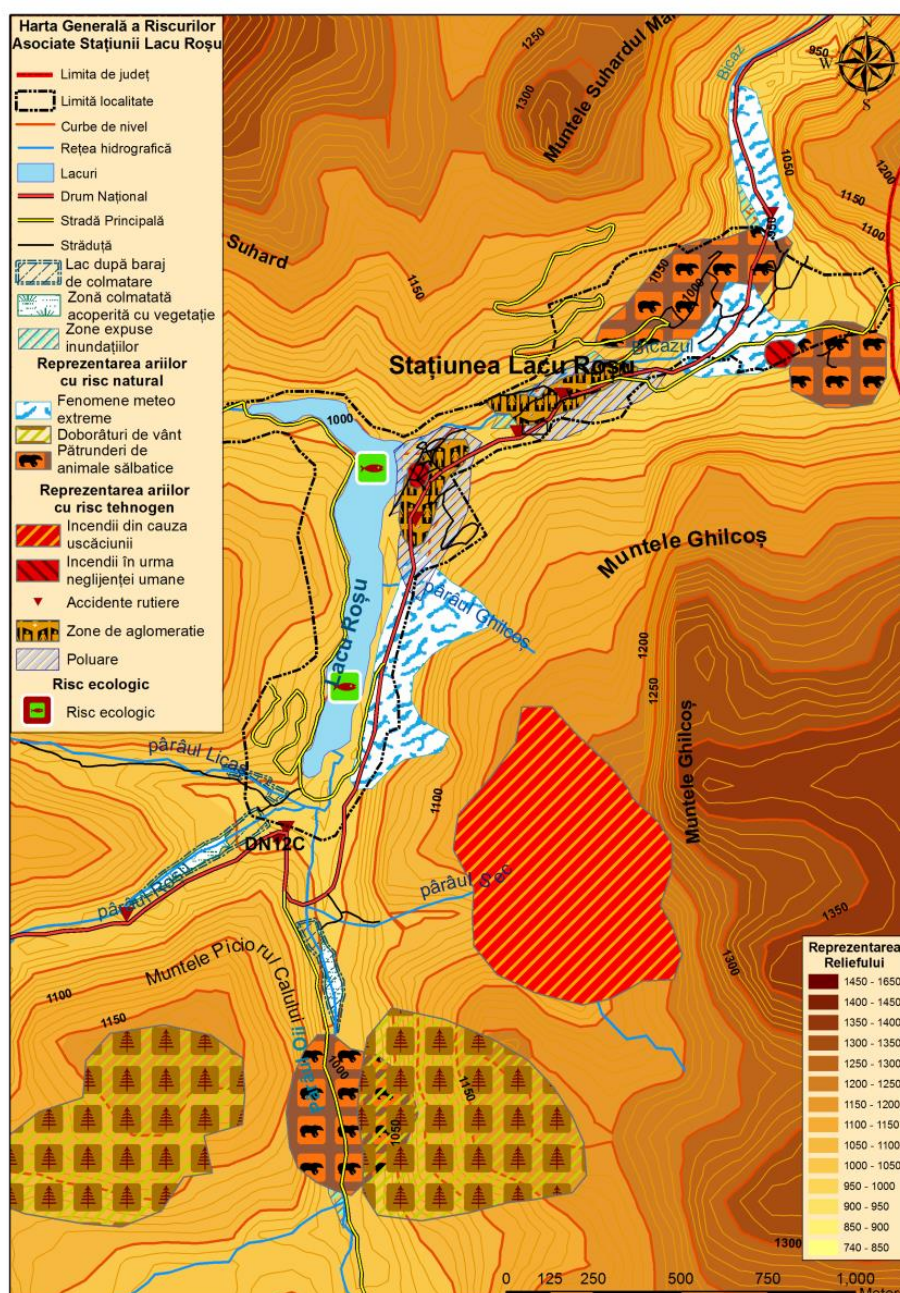 Harta Generală a Riscurilor
Asociate Stațiunii Lacu Roșu
Limita de județ
Limită localitate
Curbe de nivel
Rețea hidrografică
Lacuri
Drum Național
Stradă Principală
Străduță
Lac după baraj
de colmatare
Zonă colmatată
acoperită cu vegetație
Zone expuse
inundațiilor
Reprezentarea ariilor
cu risc natural
Fenomene meteo
extreme
Doborâturi de vânt
Pătrunderi de
animale sălbatice
Reprezentarea ariilor
cu risc tehnogen
Incendii din cauza
uscăciunii
Incendii în urma
neglijenței umane
Accidente rutiere
Zone de aglomeratie
Poluare
Risc ecologic
Risc ecologic
N
W
S
950
Bicaz
1250
1300
Muntele Suhardul
1050
1200
1150
1100
950
Suhard
1150
1050
1000
Bicazul
Stațiunea Lacu Roșu
1000
Muntele Ghilcoș
pârâul Ghilcoș
Lacu Roșu
1200
1250
Muntele Ghilcoș
pârâul Licaș
1100
DN12C
pârâul Roșu
pârâul Sec
1350
1300
Muntele Piciorul Calului
1100
1150
Pârâul Oii
1000
1050
1150
1300
Reprezentarea
Reliefului
1450 - 1650
1400 - 1450
1350 - 1400
1300 - 1350
1250 - 1300
1200 - 1250
1150 - 1200
1100 - 1150
1050 - 1100
1000 - 1050
950 - 1000
900 - 950
850 - 900
740 - 850
0 125 250 500 750 1,000